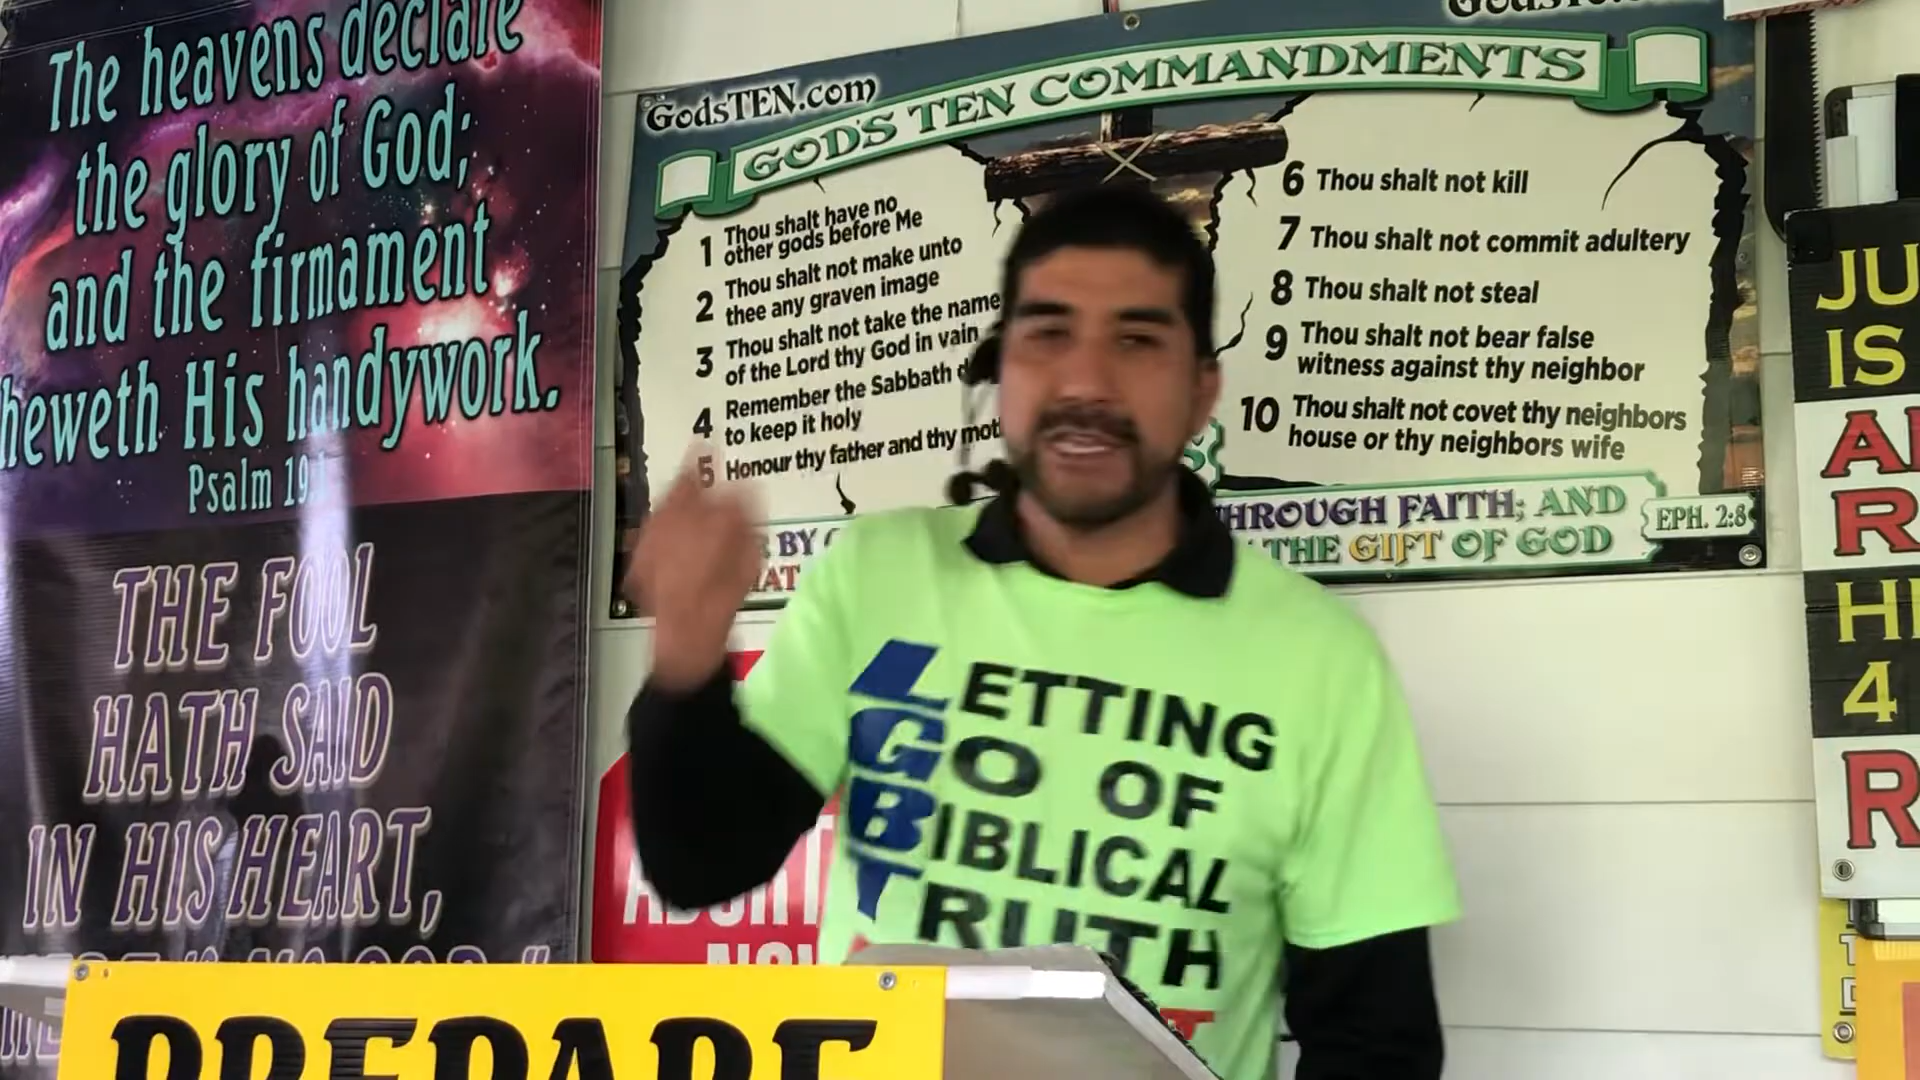 The heavens declare
the glory of God;
and the firmament
heweth His handywork.
Psalm 19:1
THE FOOL
HATH SAID
IN HIS HEART,
GodsTEN.com
GOD'S TEN COMMANDMENTS
1 Thou shalt have no
other gods before Me
2 Thou shalt not make unto
thee any graven image
3 Thou shalt not take the name
of the Lord thy God in vain
4 Remember the Sabbath
to keep it holy
5 Honour thy father and thy
6 Thou shalt not kill
7 Thou shalt not commit adultery
8 Thou shalt not steal
9 Thou shalt not bear false
witness against thy neighbor
10 Thou shalt not covet thy neighbors
house or thy neighbors wife
BY
HROUGH FAITH; AND
THE GIFT OF GOD
EPH. 2:8
LETTING
GO OF
BIBLICAL
TRUTH
PREPARE
JU
IS
A
R
H
4
R